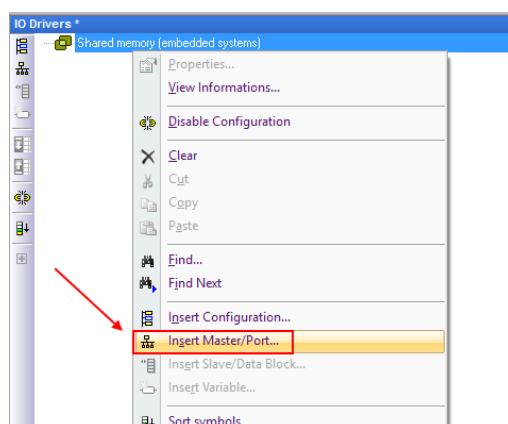 IO Drivers *
Shared memory (embedded systems)
Properties...
View Informations...
Disable Configuration
Clear
Cut
Copy
Paste
Find...
Find Next
Insert Configuration...
Insert Master/Port...
Insert Slave/Data Block...
Insert Variable...
Sort symbols